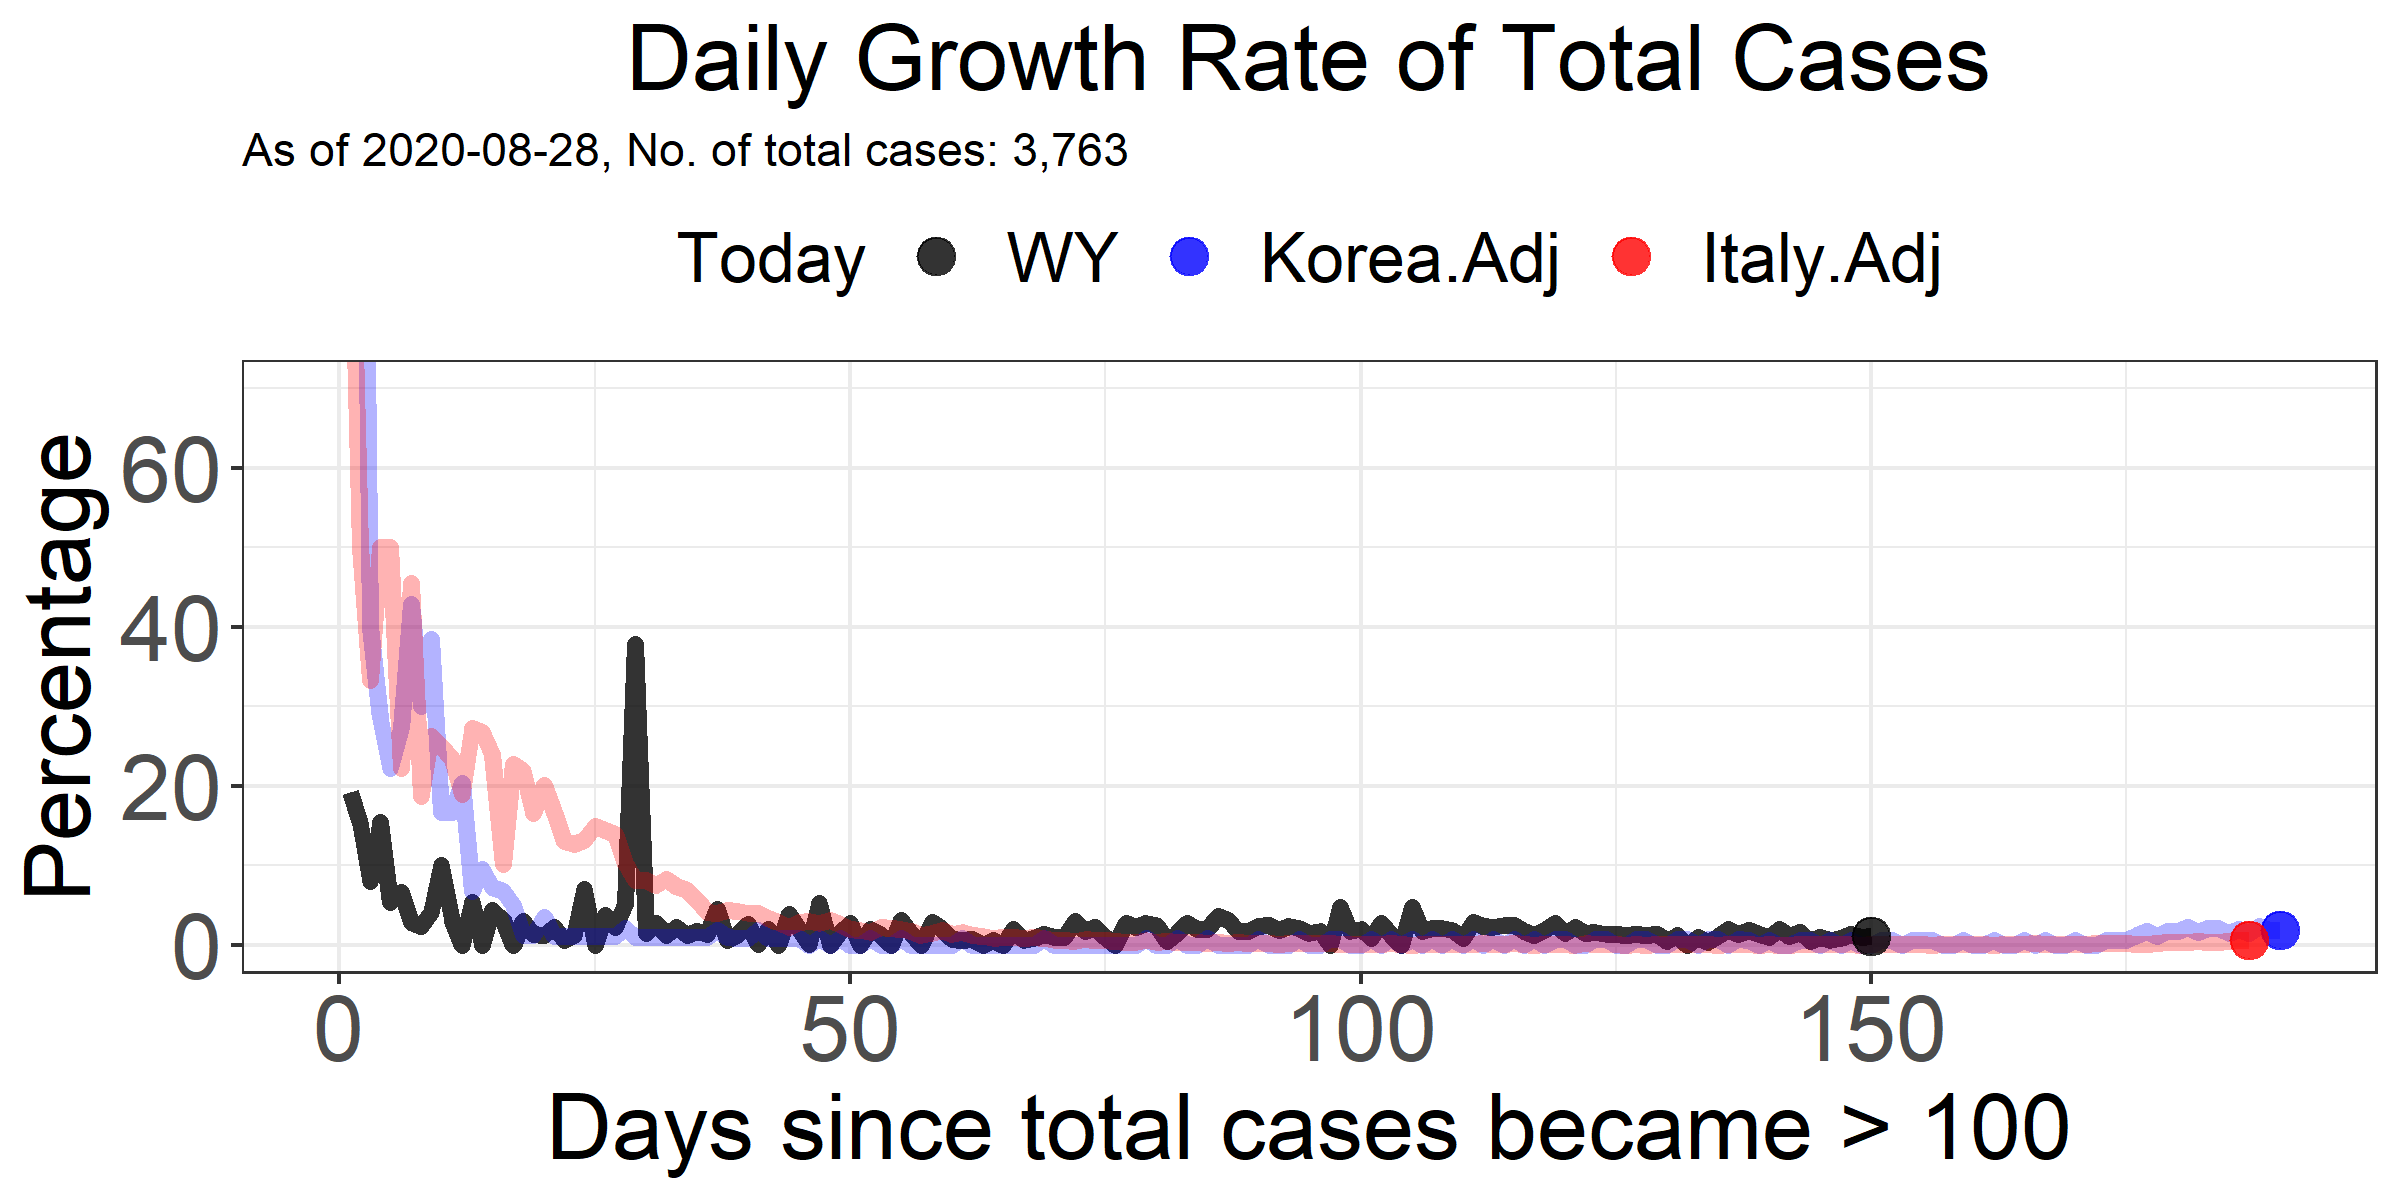 Daily Growth Rate of Total Cases
As of 2020-08-28, No. of total cases: 3,763
Today WY Korea.Adj Italy.Adj
Percentage
60
40
20
0
0 50 100 150
Days since total cases became > 100